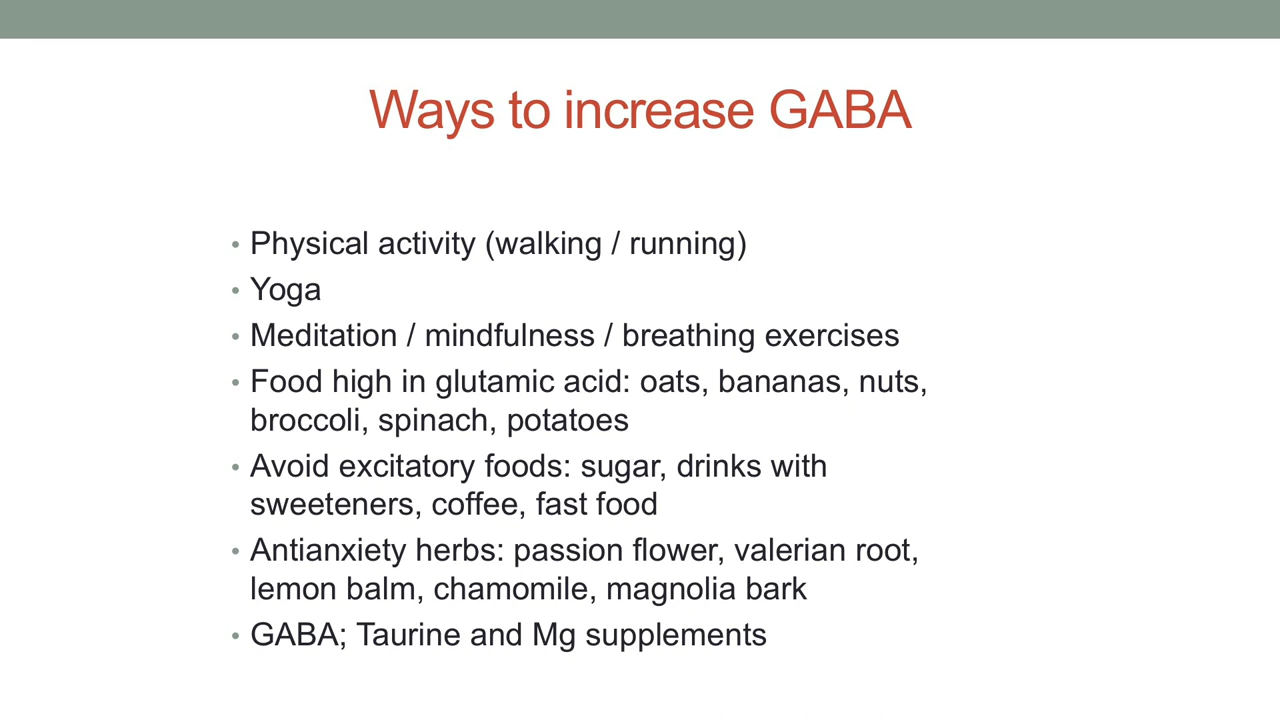 Ways to increase GABA
• Physical activity (walking / running)
• Yoga
• Meditation / mindfulness / breathing exercises
• Food high in glutamic acid: oats, bananas, nuts,
broccoli, spinach, potatoes
• Avoid excitatory foods: sugar, drinks with
sweeteners, coffee, fast food
• Antianxiety herbs: passion flower, valerian root,
lemon balm, chamomile, magnolia bark
• GABA; Taurine and Mg supplements